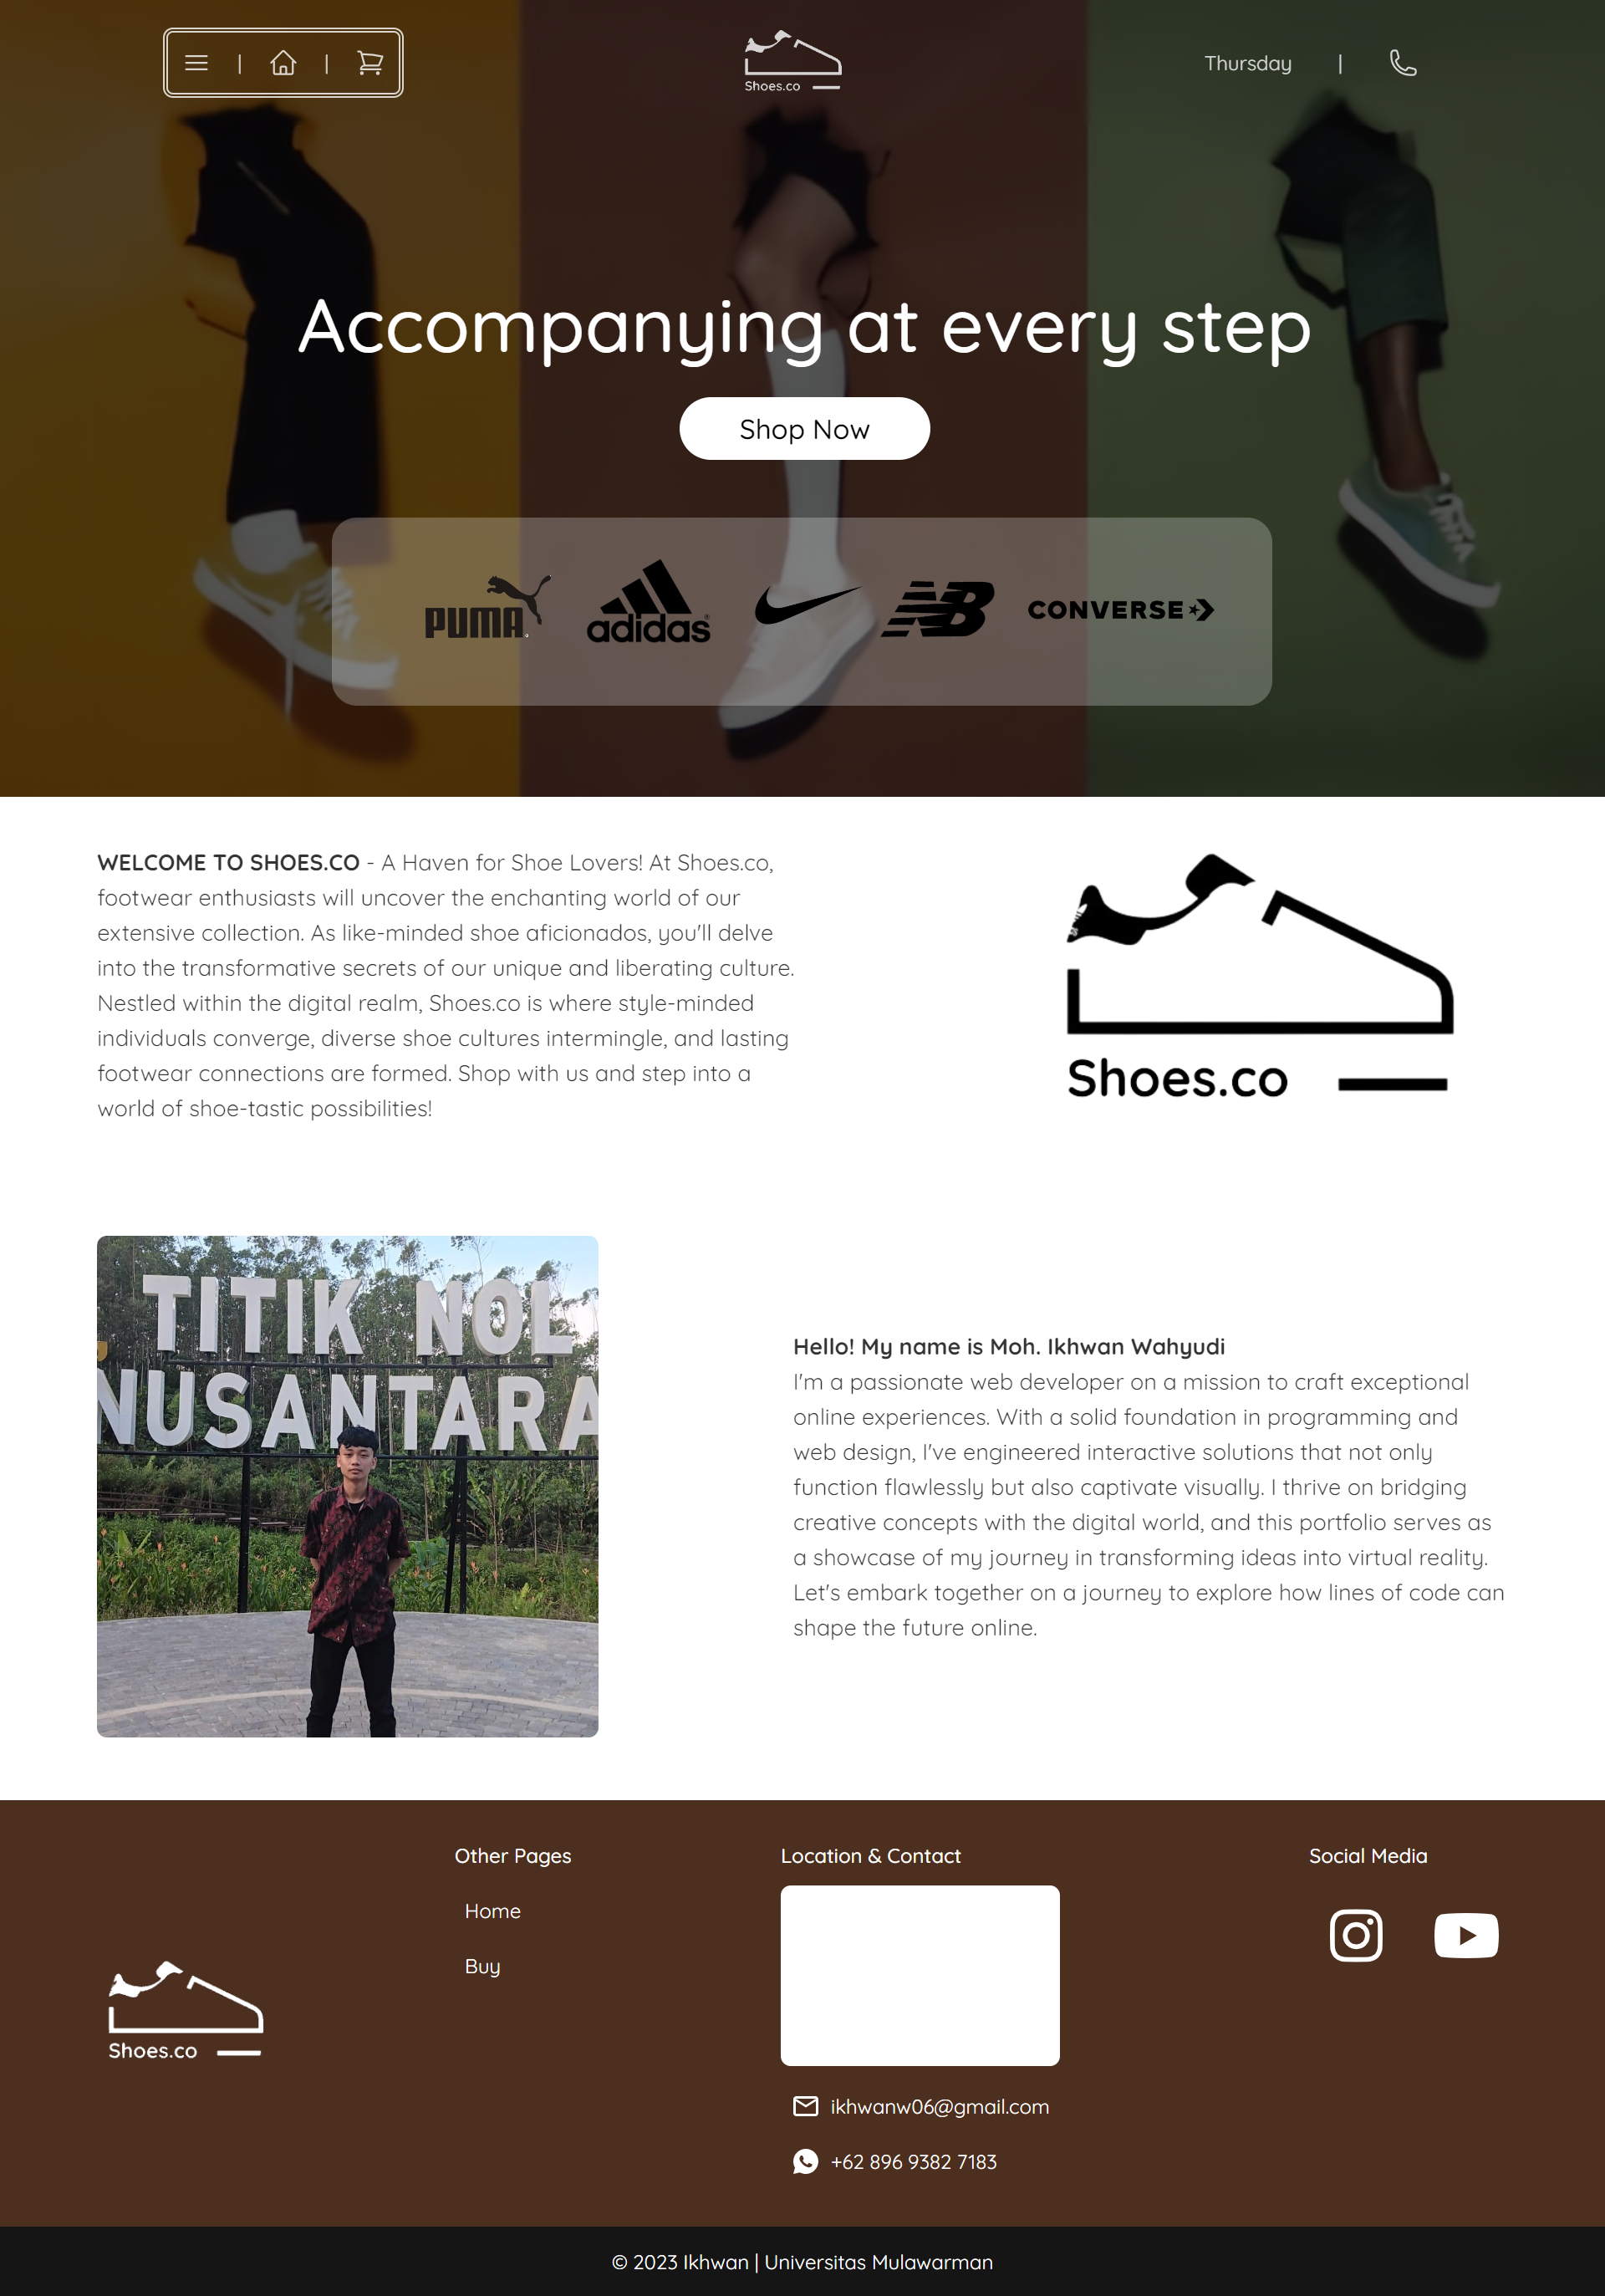 Shoes.co
Thursday
|
Accompanying at every step
Shop Now
PUMA
adidas
NB
CONVERSE
WELCOME TO SHOES.CO - A Haven for Shoe Lovers! At Shoes.co,
footwear enthusiasts will uncover the enchanting world of our
extensive collection. As like-minded shoe aficionados, you'll delve
into the transformative secrets of our unique and liberating culture.
Nestled within the digital realm, Shoes.co is where style-minded
individuals converge, diverse shoe cultures intermingle, and lasting
footwear connections are formed. Shop with us and step into a
world of shoe-tastic possibilities!
Shoes.co
TITIK NOL
NUSANTARA
Hello! My name is Moh. Ikhwan Wahyudi
I'm a passionate web developer on a mission to craft exceptional
online experiences. With a solid foundation in programming and
web design, I've engineered interactive solutions that not only
function flawlessly but also captivate visually. I thrive on bridging
creative concepts with the digital world, and this portfolio serves as
a showcase of my journey in transforming ideas into virtual reality.
Let's embark together on a journey to explore how lines of code can
shape the future online.
Shoes.co
Other Pages
Home
Buy
Location & Contact
ikhwanw06@gmail.com
+62 896 9382 7183
Social Media
© 2023 Ikhwan | Universitas Mulawarman